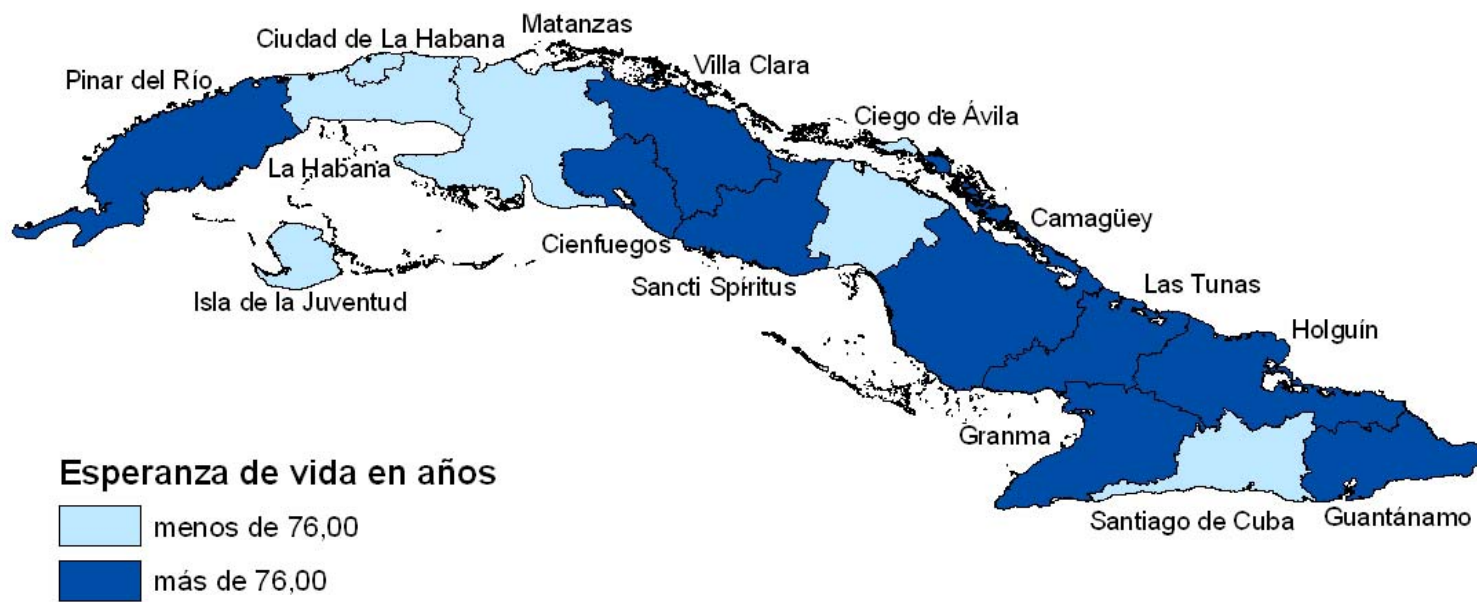 Matanzas
Ciudad de La Habana
Villa Clara
Pinar del Río
Ciego de Ávila
La Habana
Camagüey
Cienfuegos
Sancti Spíritus
Las Tunas
Isla de la Juventud
Holguín
Granma
Esperanza de vida en años
Santiago de Cuba
Guantánamo
menos de 76,00
más de 76,00